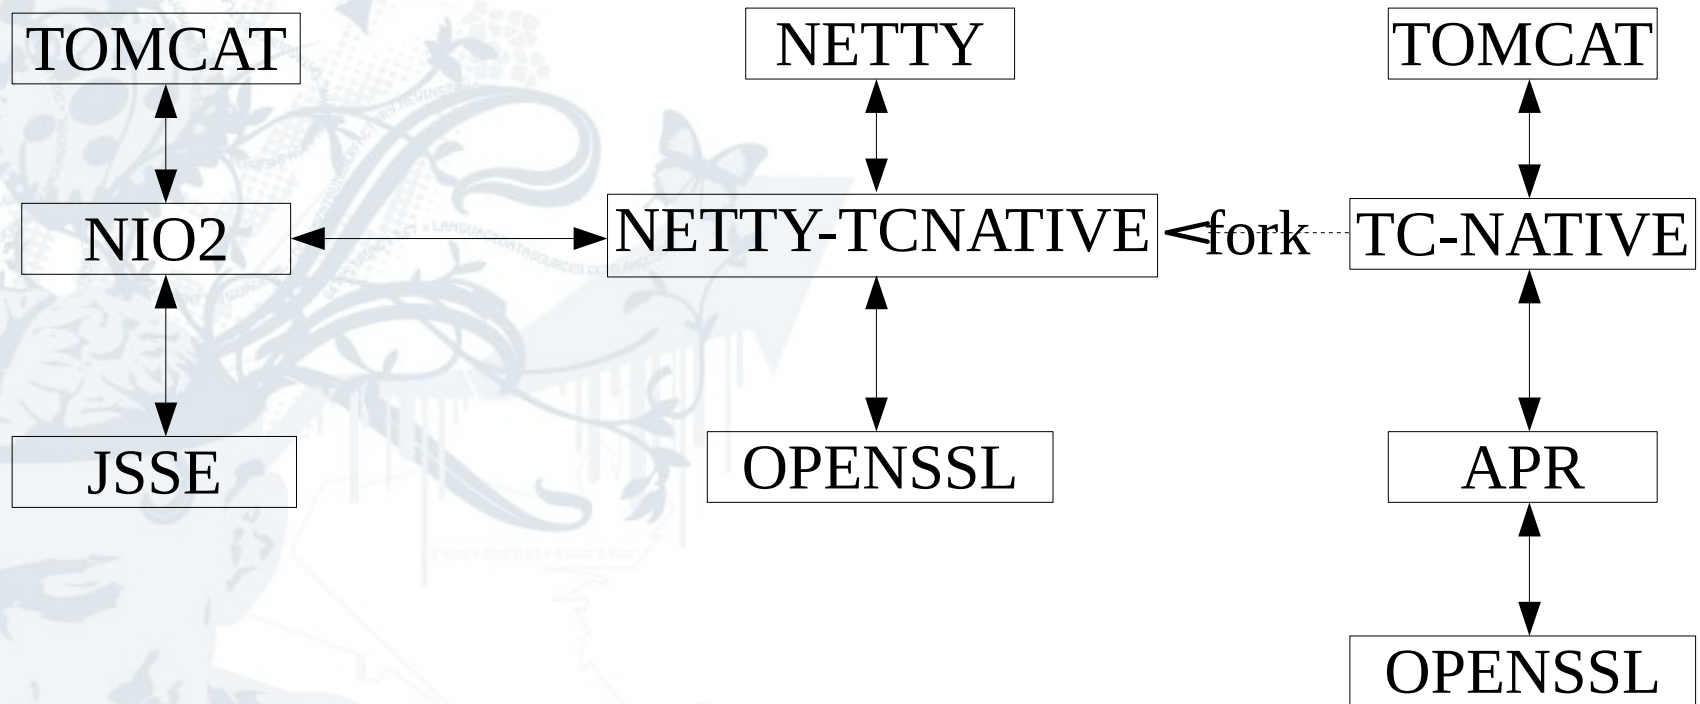 TOMCAT
NETTY
TOMCAT
NIO2
NETTY-TCNATIVE
fork
TC-NATIVE
JSSE
OPENSSL
APR
OPENSSL